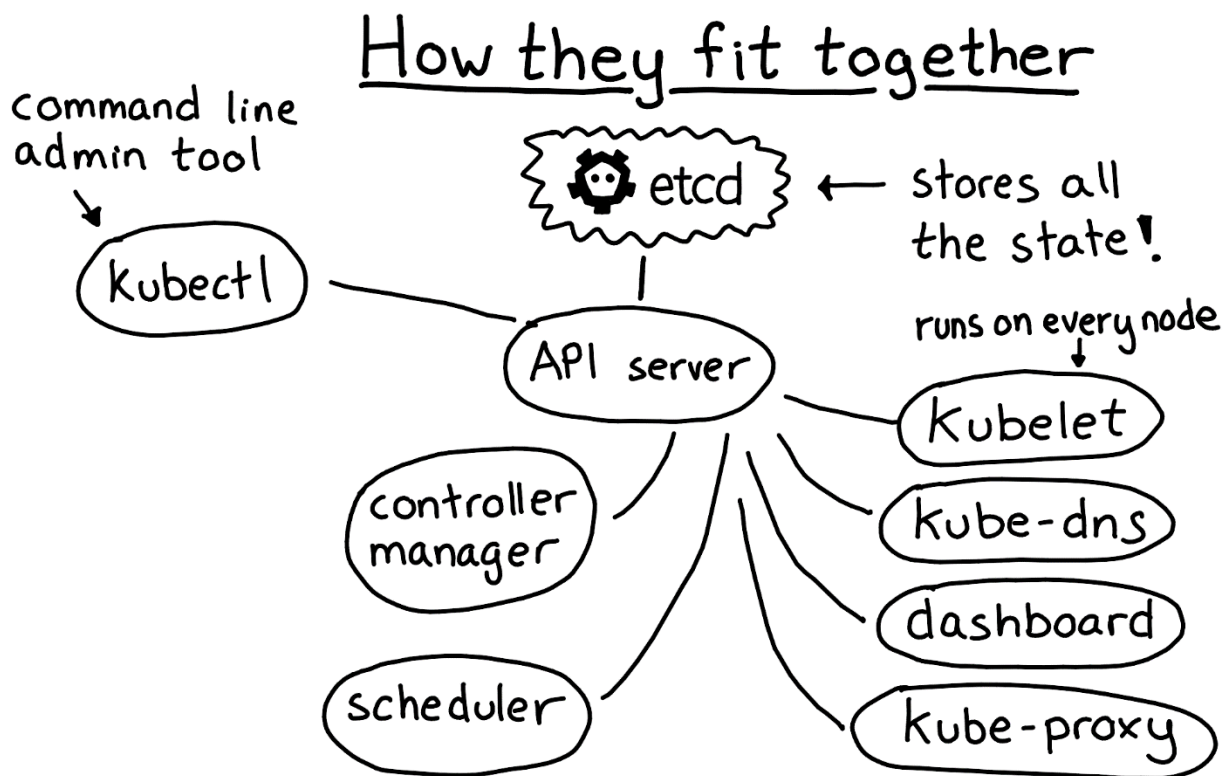 How they fit together
command line
admin tool
etcd
stores all
the state!
kubectl
runs on every node
API server
Kubelet
controller
manager
kube-dns
dashboard
scheduler
kube-proxy